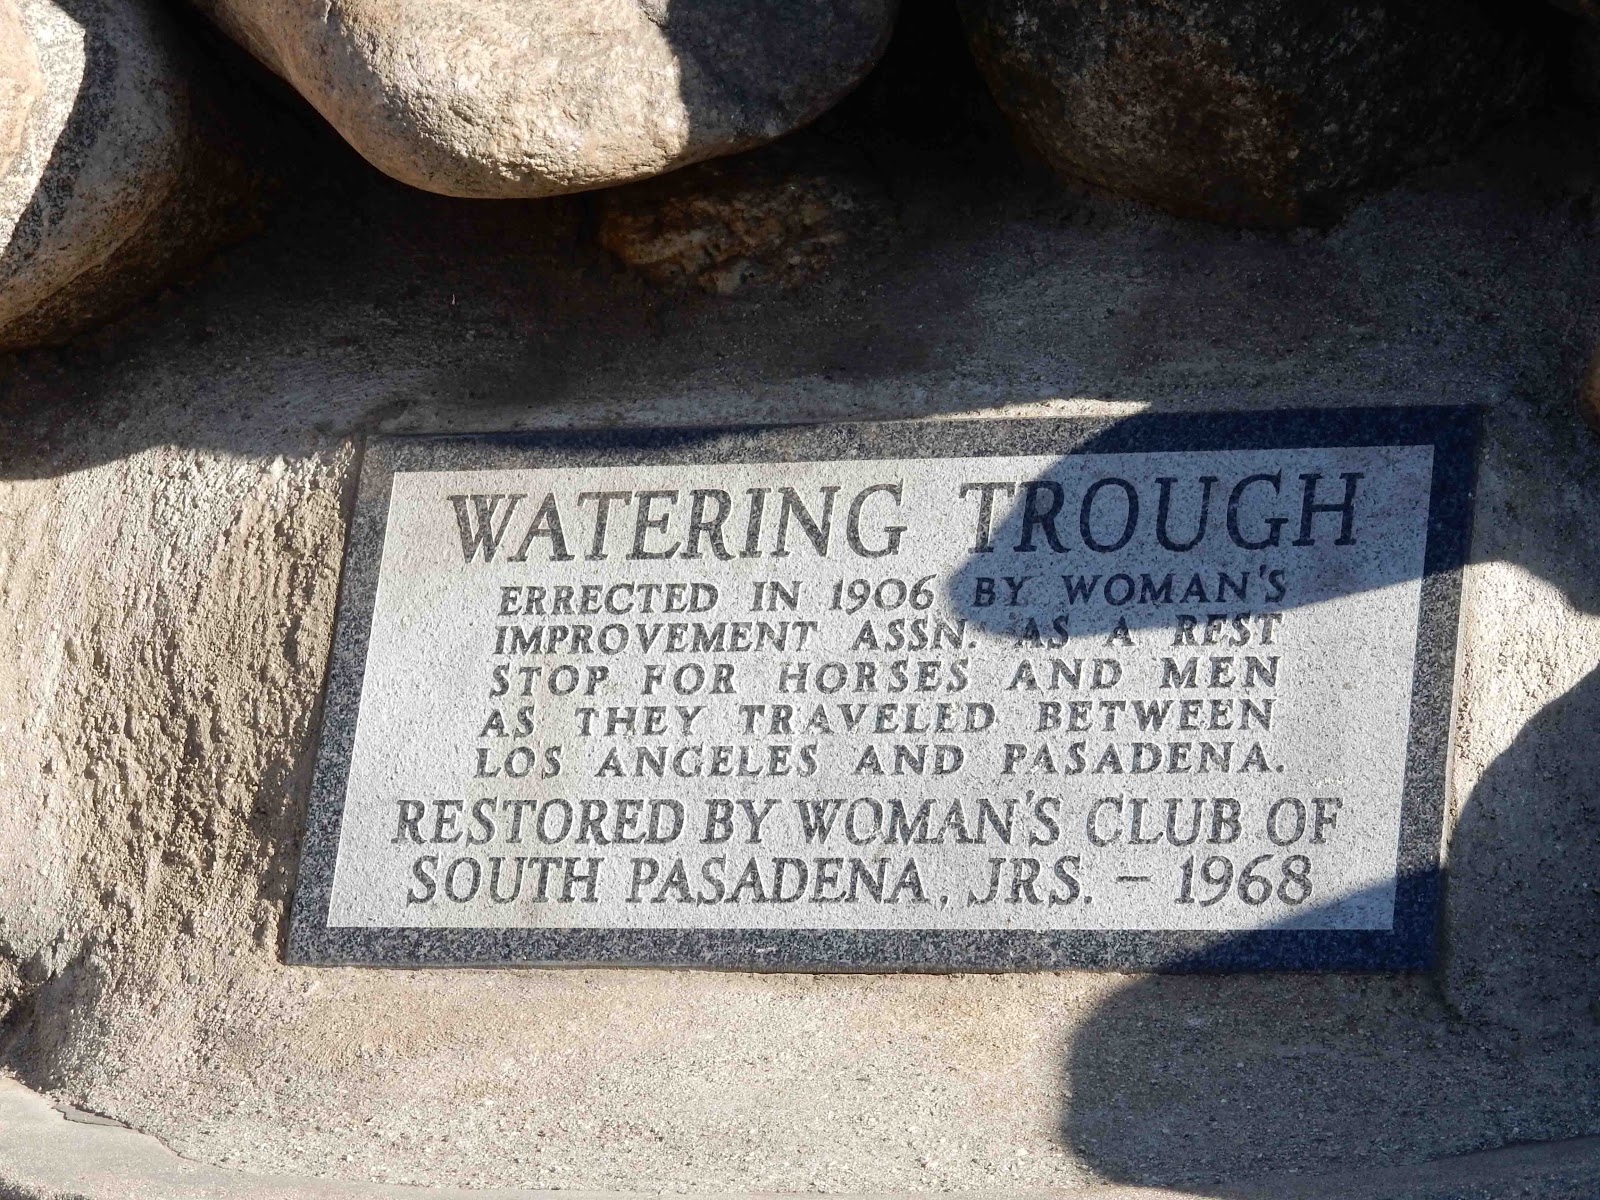 WATERING TROUGH
ERRECTED IN 1906 BY WOMAN'S
IMPROVEMENT ASSN. AS A REST
STOP FOR HORSES AND MEN
AS THEY TRAVELED BETWEEN
LOS ANGELES AND PASADENA.
RESTORED BY WOMAN'S CLUB OF
SOUTH PASADENA, JRS. – 1968